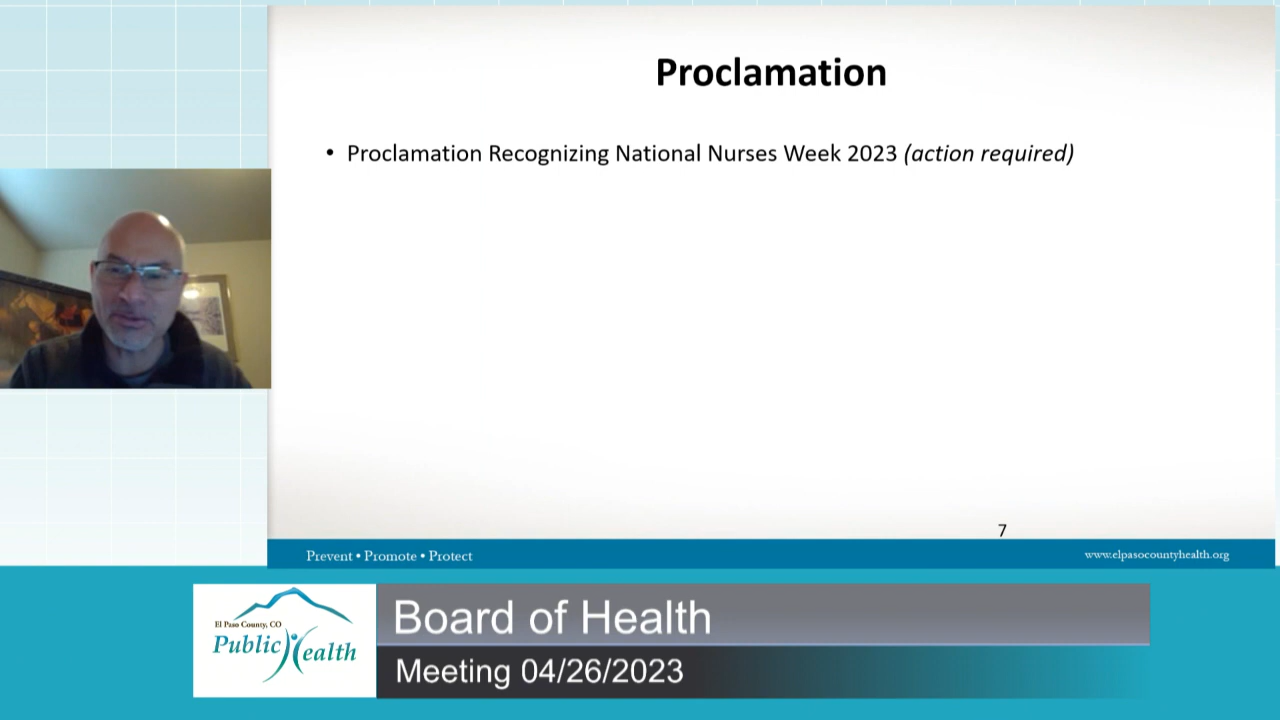 Proclamation
• Proclamation Recognizing National Nurses Week 2023 (action required)
7
Prevent • Promote • Protect
www.elpasocountyhealth.org
El Paso County, CO
Public Health
Board of Health
Meeting 04/26/2023